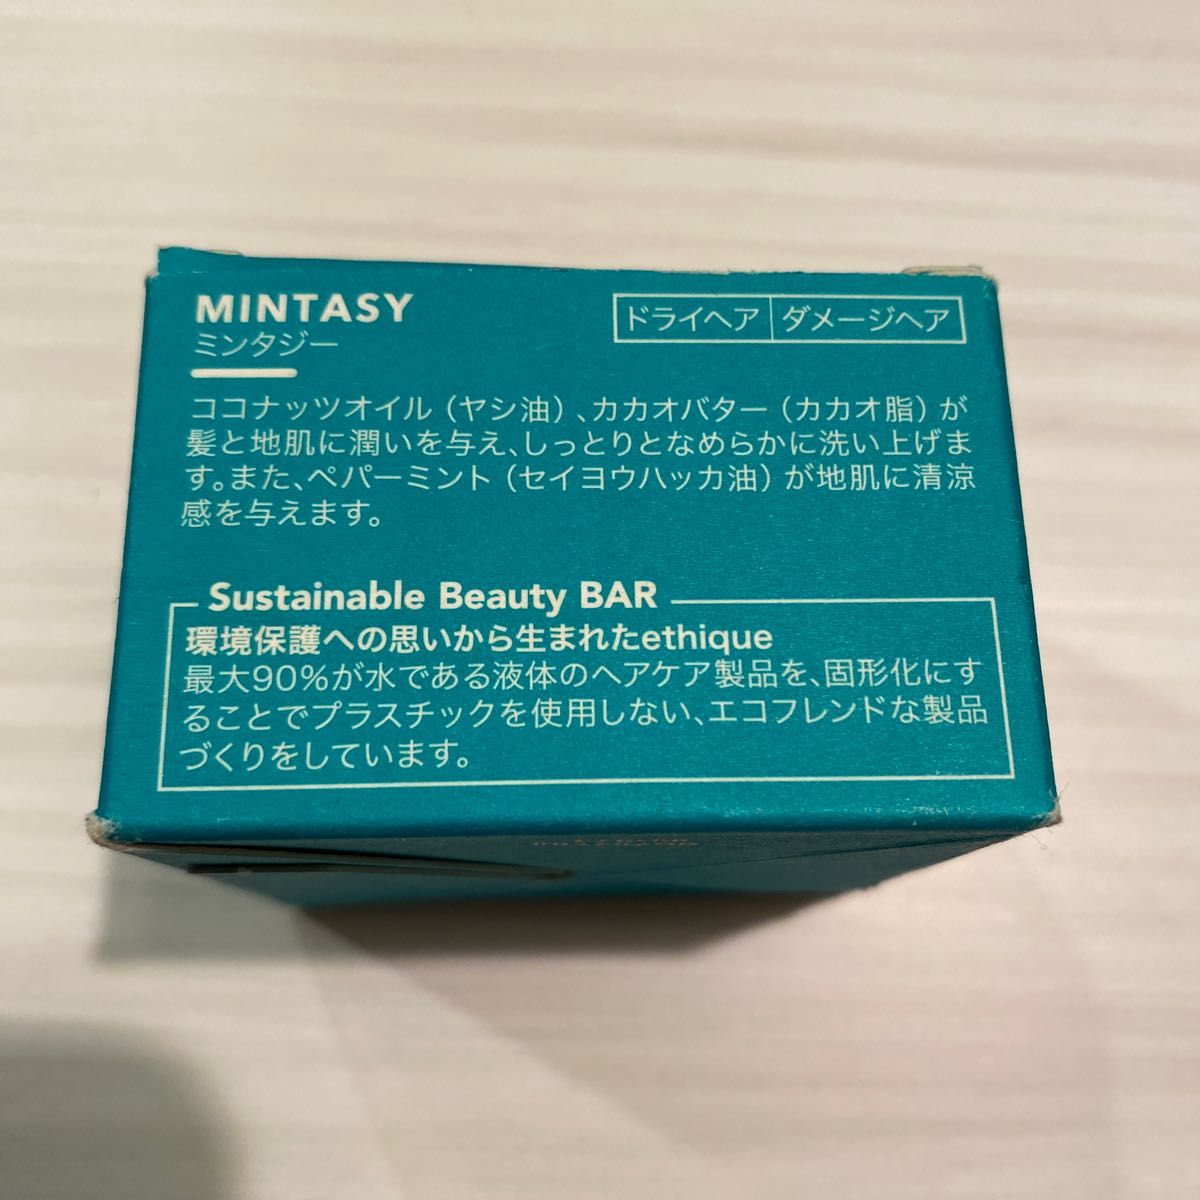 MINTASY
ミンタジー
ドライヘア ダメージヘア
ココナッツオイル（ヤシ油）、カカオバター（カカオ脂）が
髪と地肌に潤いを与え、しっとりとなめらかに洗い上げま
す。また、ペパーミント（セイヨウハッカ油）が地肌に清涼
感を与えます。
Sustainable Beauty BAR
環境保護への思いから生まれたethique
最大90%が水である液体のヘアケア製品を、固形化にす
ることでプラスチックを使用しない、エコフレンドな製品
づくりをしています。